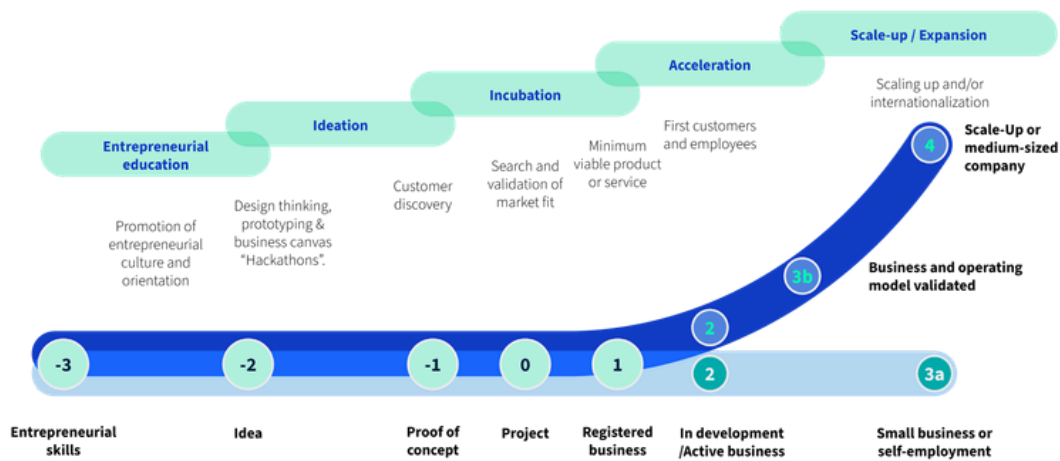 Scale-up / Expansion
Acceleration
Incubation
Ideation
Entrepreneurial
education
Scaling up and/or
internationalization
First customers
and employees
Minimum
viable product
or service
Search and
validation of
market fit
Customer
discovery
Design thinking,
prototyping &
business canvas
“Hackathons”.
Promotion of
entrepreneurial
culture and
orientation
4
Scale-Up or
medium-sized
company
3b
Business and operating
model validated
2
-3
-2
-1
0
1
2
3a
Entrepreneurial
skills
Idea
Proof of
concept
Project
Registered
business
In development
/Active business
Small business or
self-employment